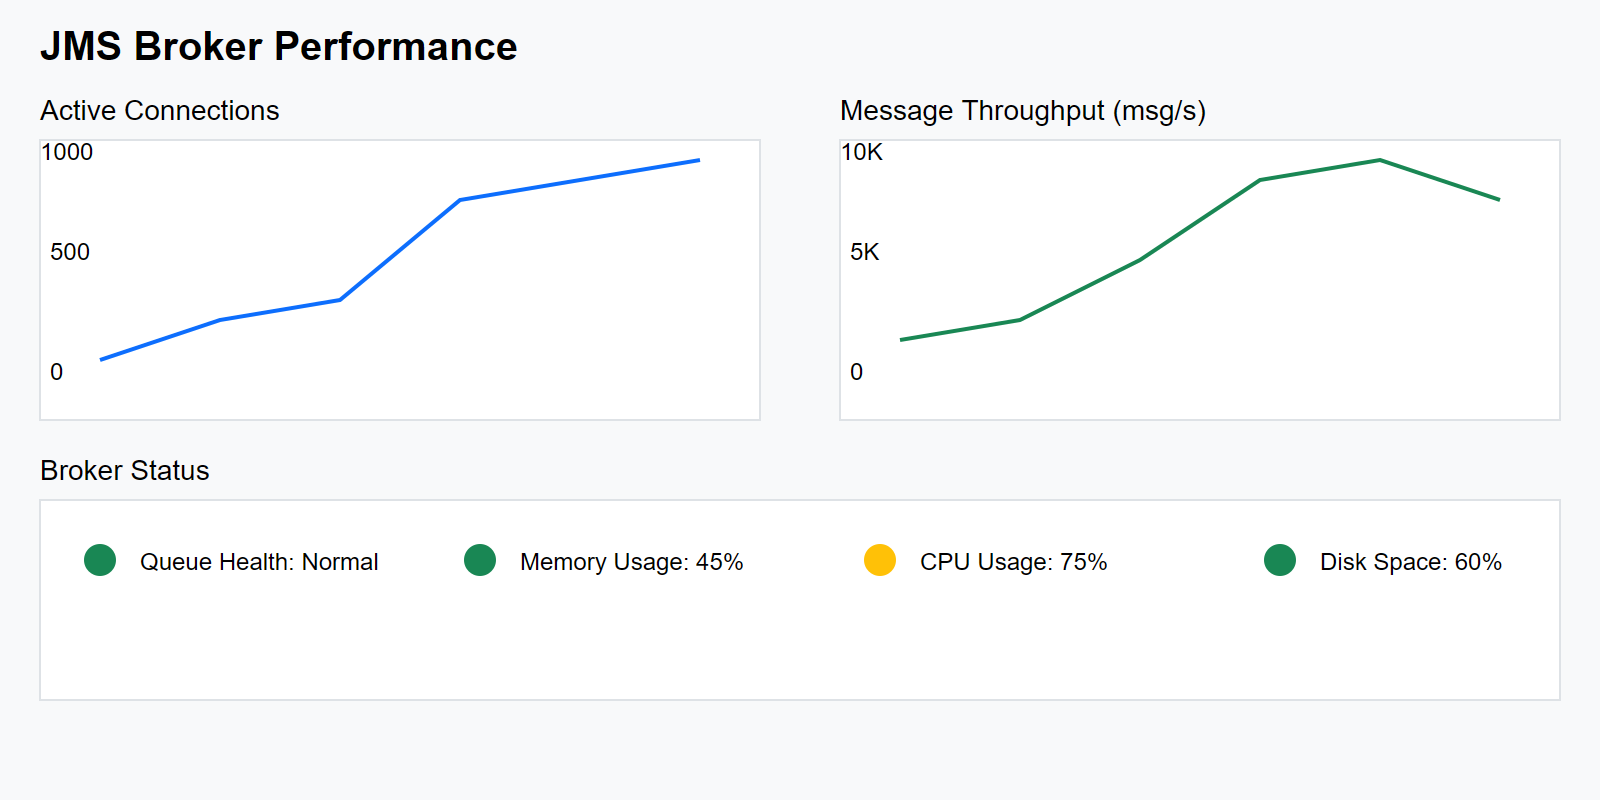 JMS Broker Performance
Active Connections
1000
500
0
Message Throughput (msg/s)
10K
5K
0
Broker Status
Queue Health: Normal
Memory Usage: 45%
CPU Usage: 75%
Disk Space: 60%